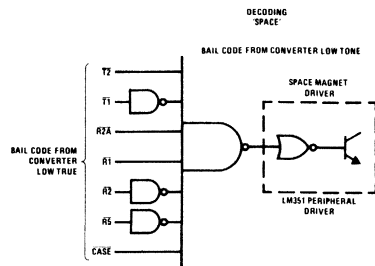 DECODING
'SPACE'
BAIL CODE FROM CONVERTER LOW TONE
T2
T1
R2A
R1
R2
R5
CASE
BAIL CODE FROM
CONVERTER
LOW TRUE
SPACE MAGNET
DRIVER
LM351 PERIPHERAL
DRIVER